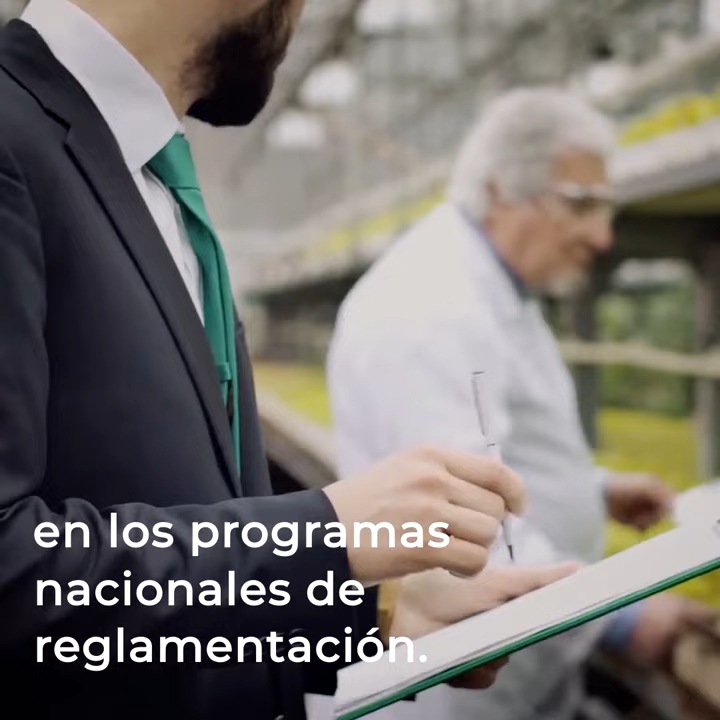 en los programas
nacionales de
reglamentación.